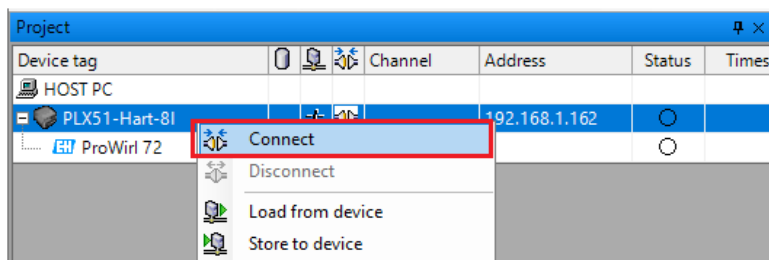 Project
Device tag Channel Address Status Times
HOST PC
PLX51-Hart-8I 192.168.1.162
Connect
EH ProWirl 72
Disconnect
Load from device
Store to device